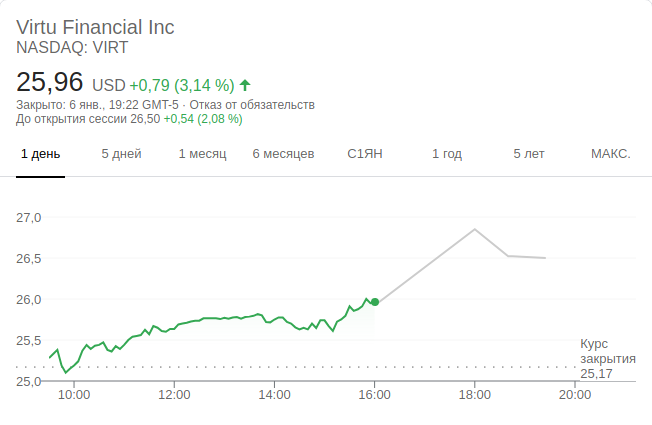 Virtu Financial Inc
NASDAQ: VIRT
25,96 USD +0,79 (3,14 %)
Закрыто: 6 янв., 19:22 GMT-5 · Отказ от обязательств
До открытия сессии 26,50 +0,54 (2,08 %)
1 день 5 дней 1 месяц 6 месяцев С1ЯН 1 год 5 лет МАКС.
27,0
26,5
26,0
25,5
25,0
Курс
закрытия
25,17
10:00 12:00 14:00 16:00 18:00 20:00